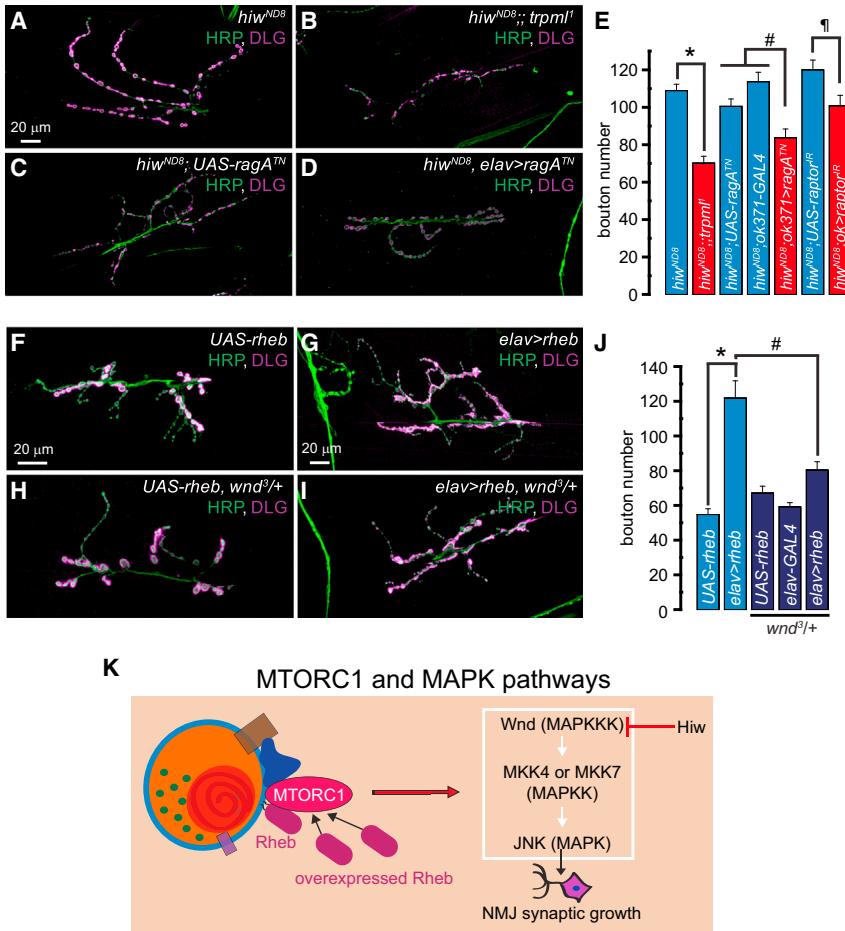 A
hiwND8
HRP, DLG
20 µm
B
hiwND8;; trpml1
HRP, DLG
C
hiwND8; UAS-ragATN
HRP, DLG
D
hiwND8, elav>ragATN
HRP, DLG
E
* # ¶
bouton number
120
100
80
60
40
20
0
hiwND8
hiwND8;;trpml1
hiwND8;UAS-ragATN
hiwND8;ok371-GAL4
hiwND8;ok371>ragATN
hiwND8;UAS-raptorIR
hiwND8;ok>raptorIR
F
UAS-rheb
HRP, DLG
20 µm
G
elav>rheb
HRP, DLG
20 µm
H
UAS-rheb, wnd3/+
HRP, DLG
I
elav>rheb, wnd3/+
HRP, DLG
J
* #
bouton number
140
120
100
80
60
40
20
0
UAS-rheb
elav>rheb
UAS-rheb
elav-GAL4
elav>rheb
wnd3/+
K
MTORC1 and MAPK pathways
MTORC1
Rheb
overexpressed Rheb
Wnd (MAPKKK)
Hiw
MKK4 or MKK7
(MAPKK)
JNK (MAPK)
NMJ synaptic growth